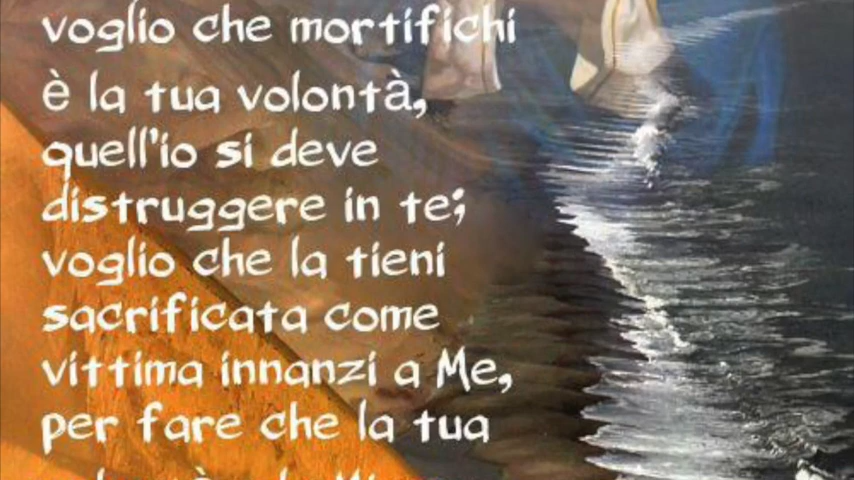 voglio che mortifichi
è la tua volontà,
quell'io si deve
distruggere in te;
voglio che la tieni
sacrificata come
vittima innanzi a Me,
per fare che la tua